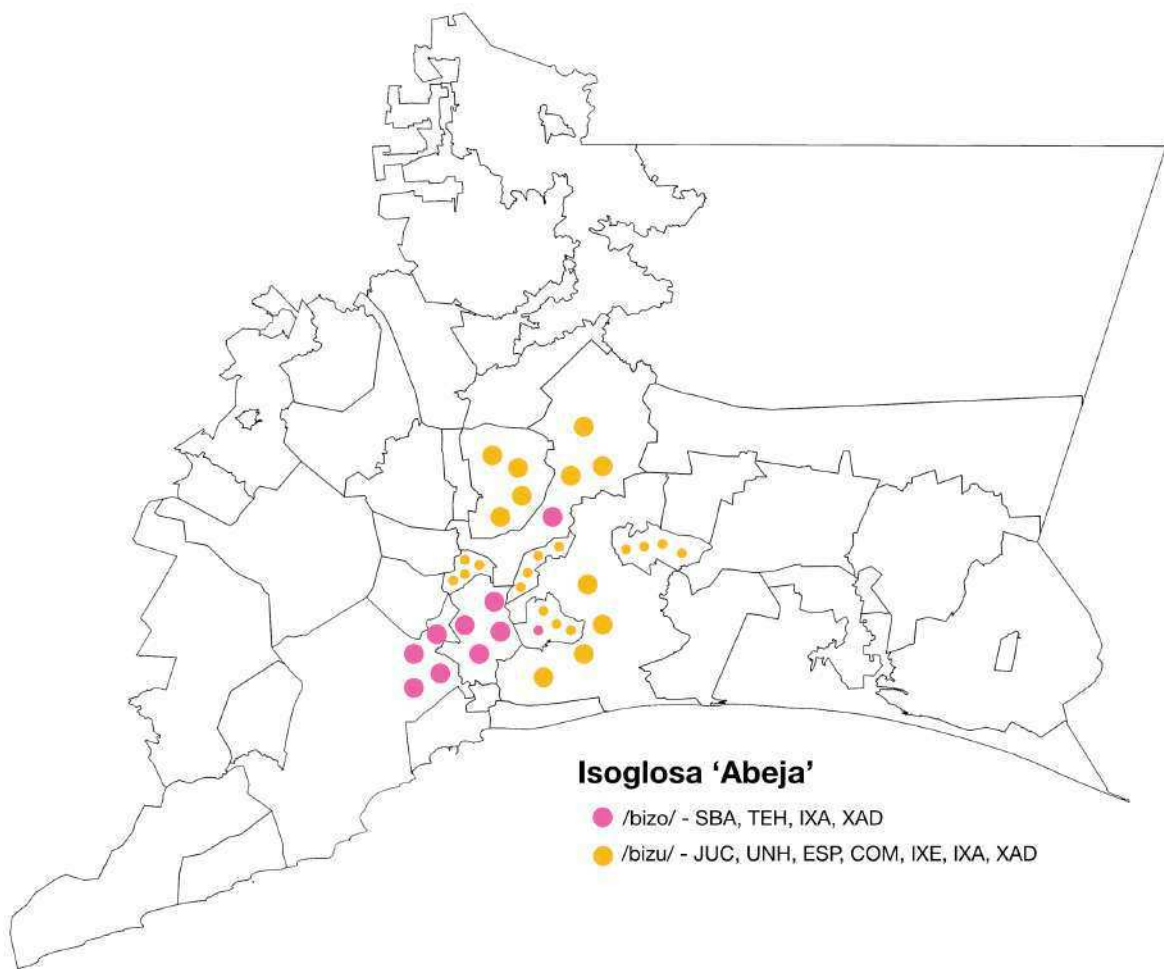 Isoglosa ‘Abeja’
/bizo/ - SBA, TEH, IXA, XAD
/bizu/ - JUC, UNH, ESP, COM, IXE, IXA, XAD